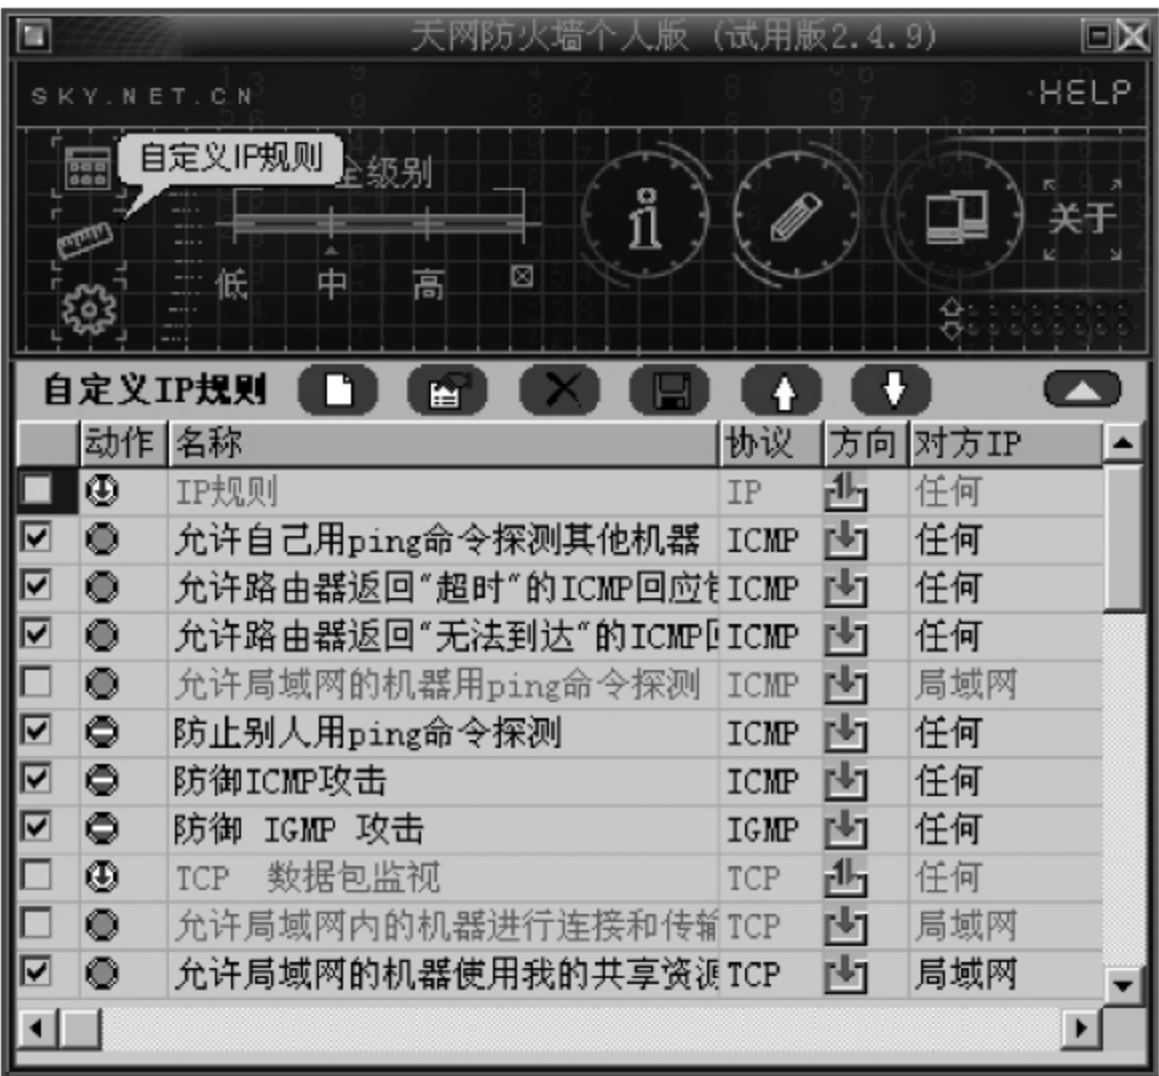 天网防火墙个人版 (试用版2.4.9)
SKY.NET.CN
HELP
自定义IP规则
全级别
低 中 高
关于
自定义IP规则
动作 名称 协议 方向 对方IP
IP规则 IP 任何
允许自己用ping命令探测其他机器 ICMP 任何
允许路由器返回"超时"的ICMP回应包 ICMP 任何
允许路由器返回"无法到达"的ICMP ICMP 任何
允许局域网的机器用ping命令探测 ICMP 局域网
防止别人用ping命令探测 ICMP 任何
防御ICMP攻击 ICMP 任何
防御 IGMP 攻击 IGMP 任何
TCP 数据包监视 TCP 任何
允许局域网内的机器进行连接和传输 TCP 局域网
允许局域网的机器使用我的共享资源 TCP 局域网